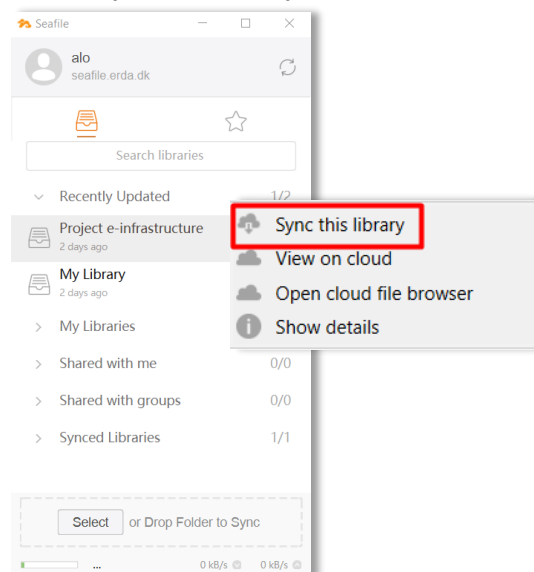 Seafile
alo
seafile.erda.dk
Search libraries
Recently Updated 1/2
Project e-infrastructure
2 days ago
My Library
2 days ago
My Libraries
Shared with me 0/0
Shared with groups 0/0
Synced Libraries 1/1
Select or Drop Folder to Sync
... 0 kB/s 0 kB/s
Sync this library
View on cloud
Open cloud file browser
Show details